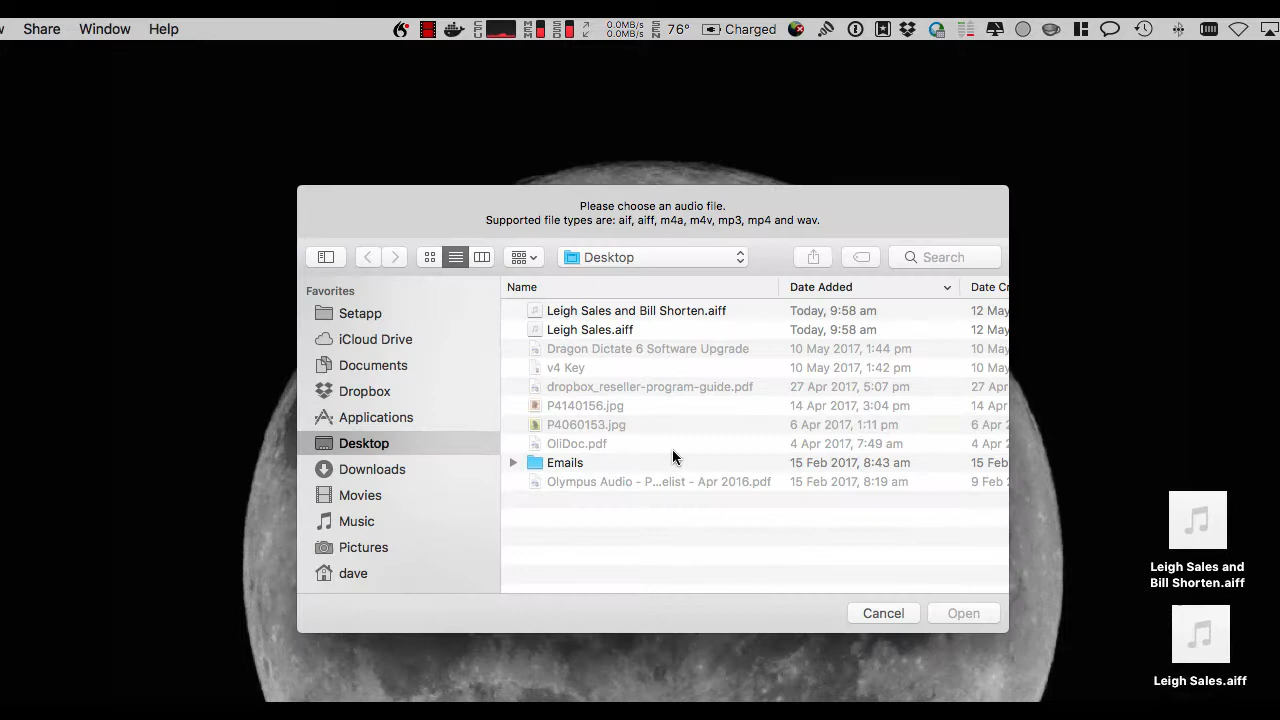 Share Window Help CPU MEM SSD 0.0MB/s 0.0MB/s SEN 76° Charged
Please choose an audio file.
Supported file types are: aif, aiff, m4a, m4v, mp3, mp4 and wav.
Desktop
Search
Favorites
Setapp
iCloud Drive
Documents
Dropbox
Applications
Desktop
Downloads
Movies
Music
Pictures
dave
Name Date Added Date Cr
Leigh Sales and Bill Shorten.aiff Today, 9:58 am 12 May
Leigh Sales.aiff Today, 9:58 am 12 May
Dragon Dictate 6 Software Upgrade 10 May 2017, 1:44 pm 10 May
v4 Key 10 May 2017, 1:42 pm 10 May
dropbox_reseller-program-guide.pdf 27 Apr 2017, 5:07 pm 27 Apr
P4140156.jpg 14 Apr 2017, 3:04 pm 14 Apr
P4060153.jpg 6 Apr 2017, 1:11 pm 6 Apr 2
OliDoc.pdf 4 Apr 2017, 7:49 am 4 Apr 2
Emails 15 Feb 2017, 8:43 am 15 Feb
Olympus Audio - P...elist - Apr 2016.pdf 15 Feb 2017, 8:19 am 9 Feb 2
Cancel Open
Leigh Sales and
Bill Shorten.aiff
Leigh Sales.aiff